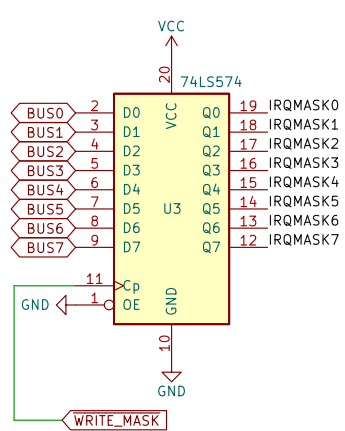 VCC
20
74LS574
VCC
BUS0 2 D0 Q0 19 IRQMASK0
BUS1 3 D1 Q1 18 IRQMASK1
BUS2 4 D2 Q2 17 IRQMASK2
BUS3 5 D3 Q3 16 IRQMASK3
BUS4 6 D4 Q4 15 IRQMASK4
BUS5 7 D5 U3 Q5 14 IRQMASK5
BUS6 8 D6 Q6 13 IRQMASK6
BUS7 9 D7 Q7 12 IRQMASK7
11 Cp
GND 1 OE
GND
10
GND
WRITE_MASK